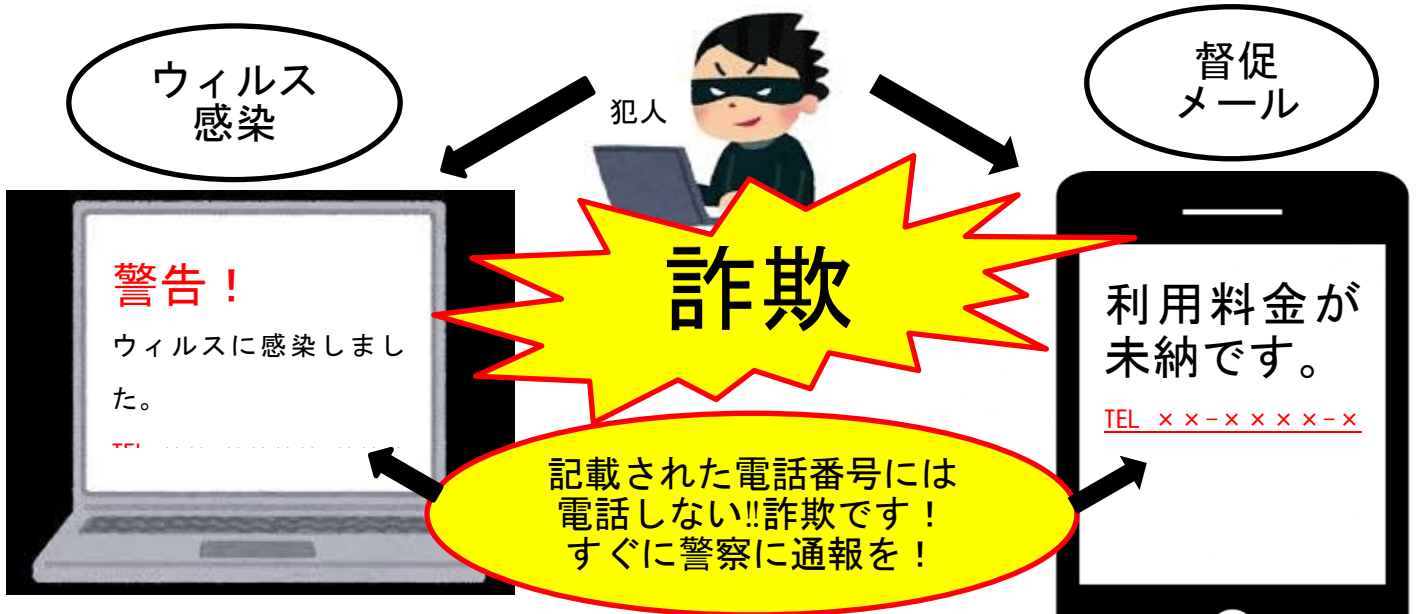 ウィルス
感染
犯人
督促
メール
詐欺
警告！
ウィルスに感染しまし
た。
利用料金が
未納です。
TEL ××-××××-×
記載された電話番号には
電話しない‼詐欺です！
すぐに警察に通報を！